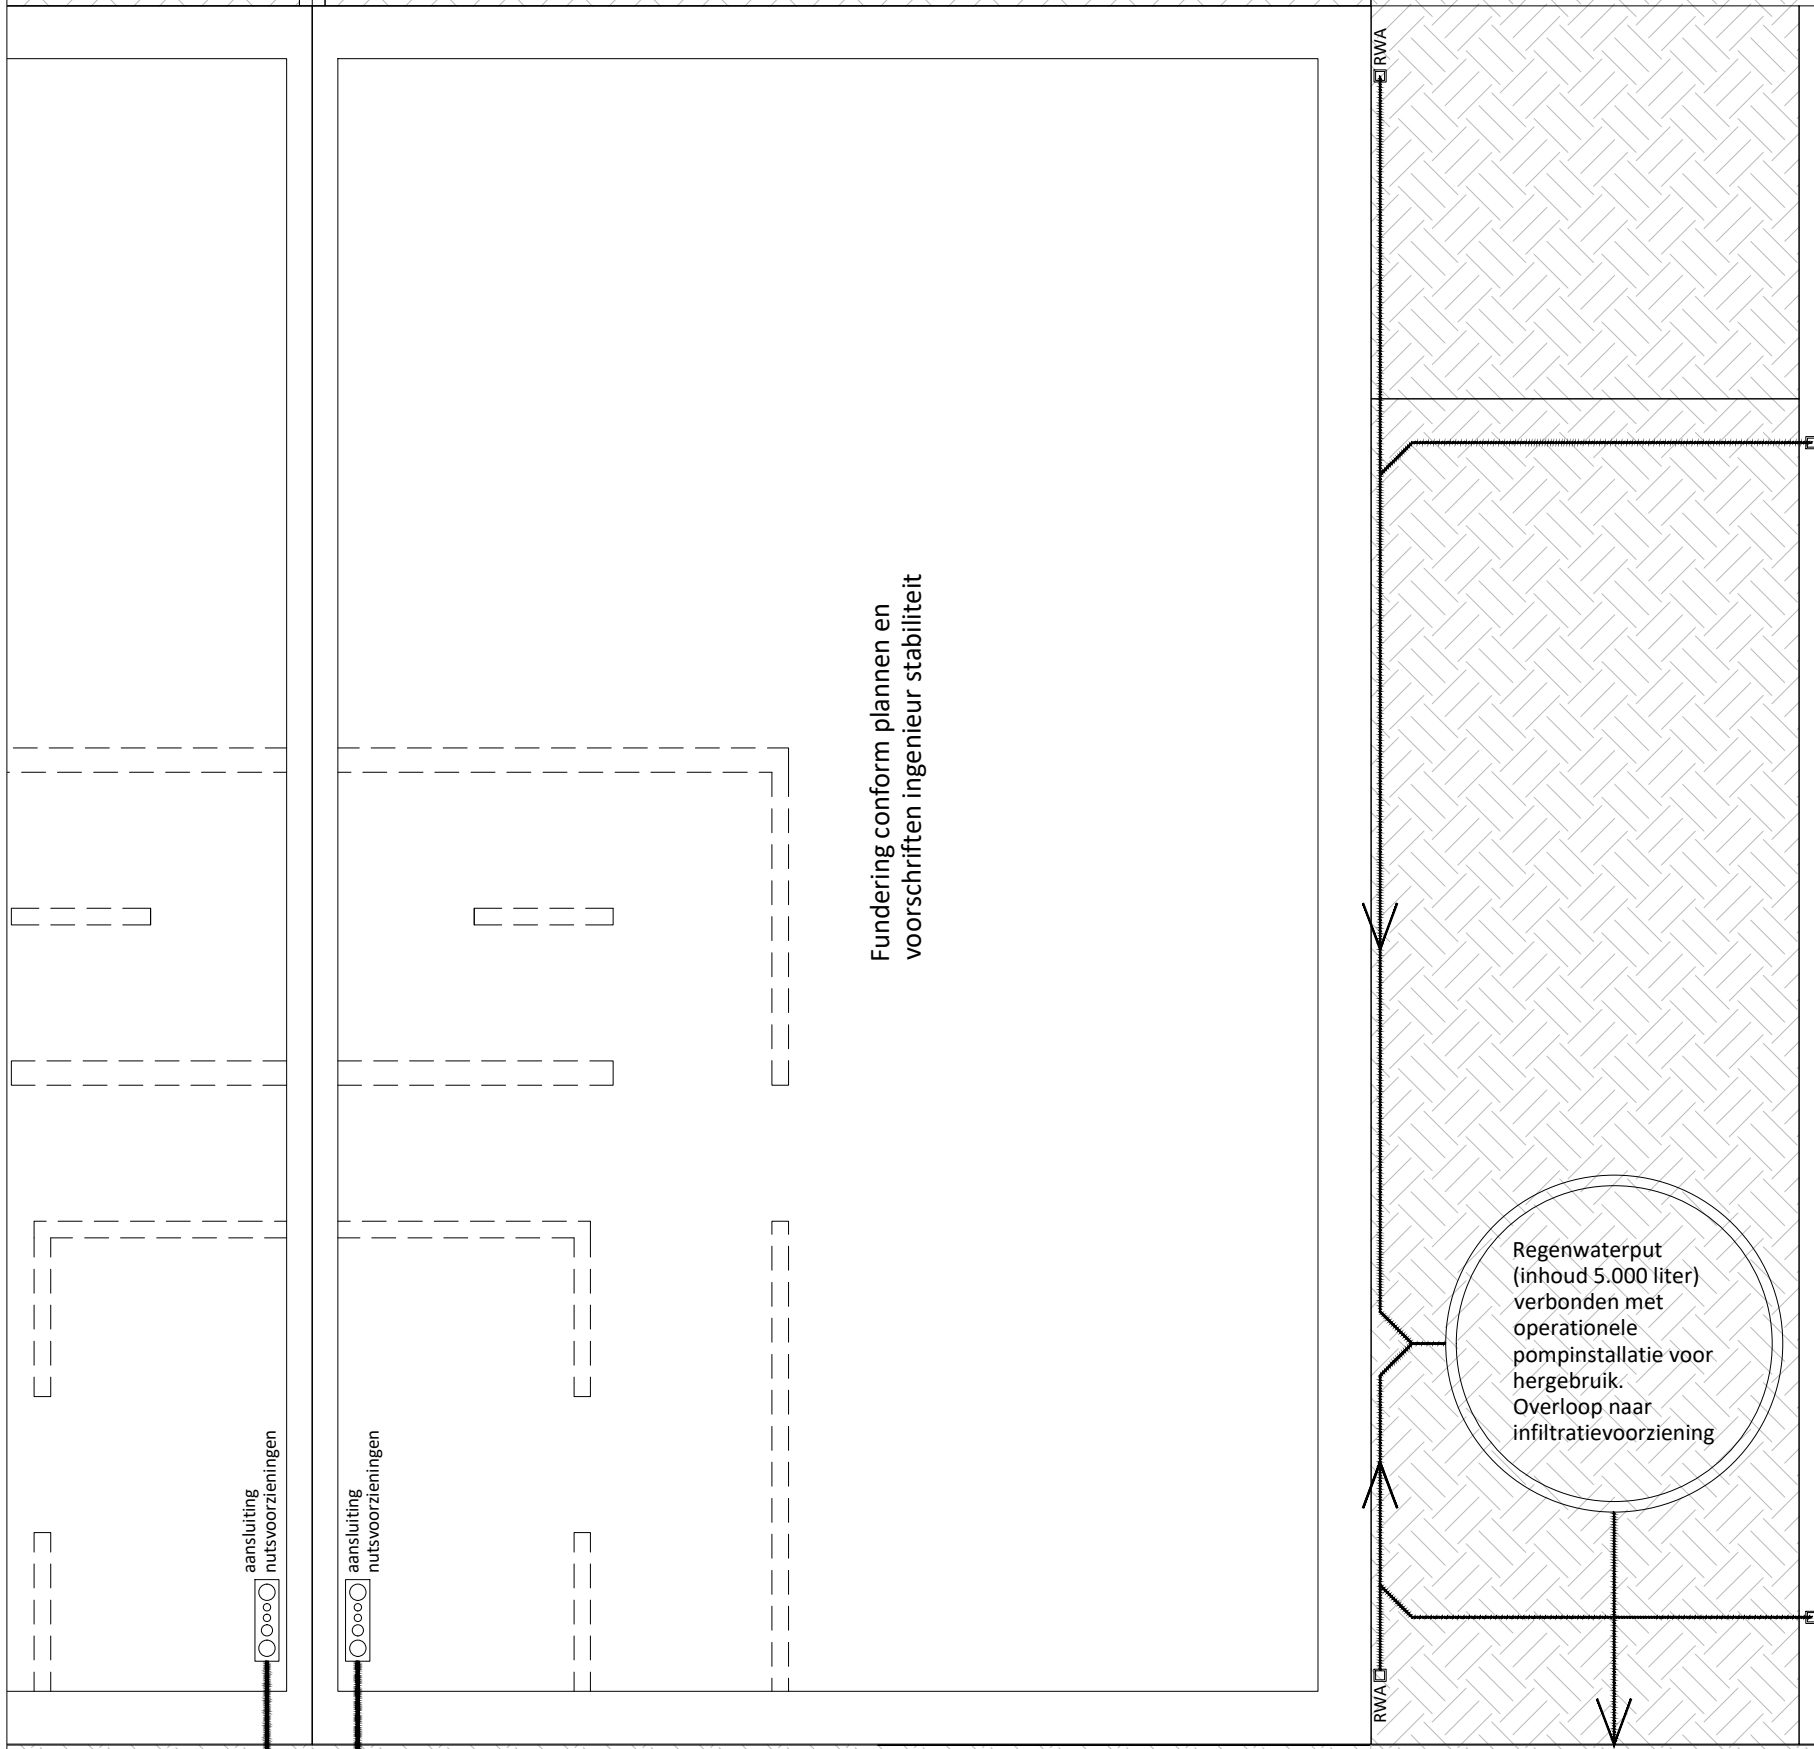 RWA
Fundering conform plannen en
voorschriften ingenieur stabiliteit
Regenwaterput
(inhoud 5.000 liter)
verbonden met
operationele
pompinstallatie voor
hergebruik.
Overloop naar
infiltratievoorziening
aansluiting
nutsvoorzieningen
aansluiting
nutsvoorzieningen
RWA